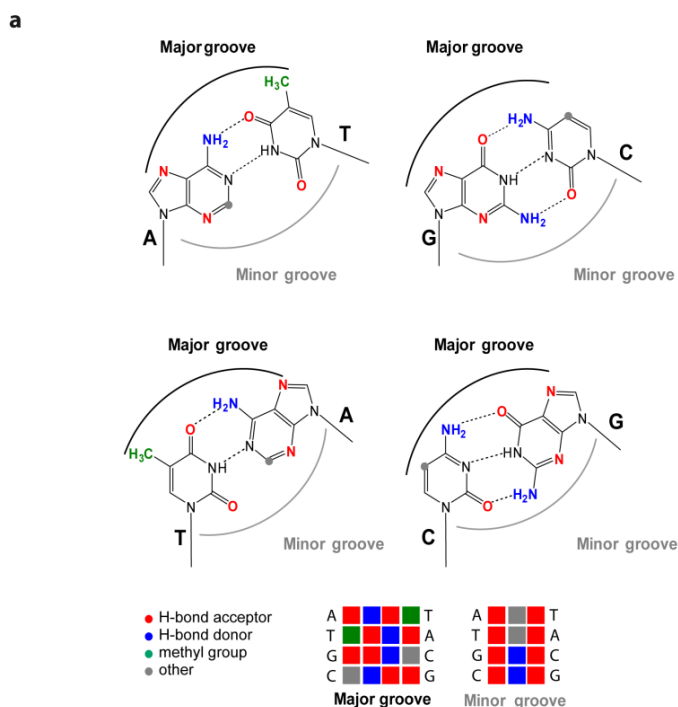 a
Major groove
Major groove
H₃C
O
T
NH₂
N
HN
N
O
N
N
N
A
Minor groove
H₂N
O
C
N
N
N
NH
O
N
N
NH₂
G
Minor groove
Major groove
Major groove
N
H₂N
N
A
O
N
N
H₃C
NH
N
O
T
Minor groove
N
O
N
G
NH₂
N
HN
N
N
O
H₂N
C
Minor groove
H-bond acceptor
H-bond donor
methyl group
other
A T
T A
G C
C G
Major groove
A T
T A
G C
C G
Minor groove